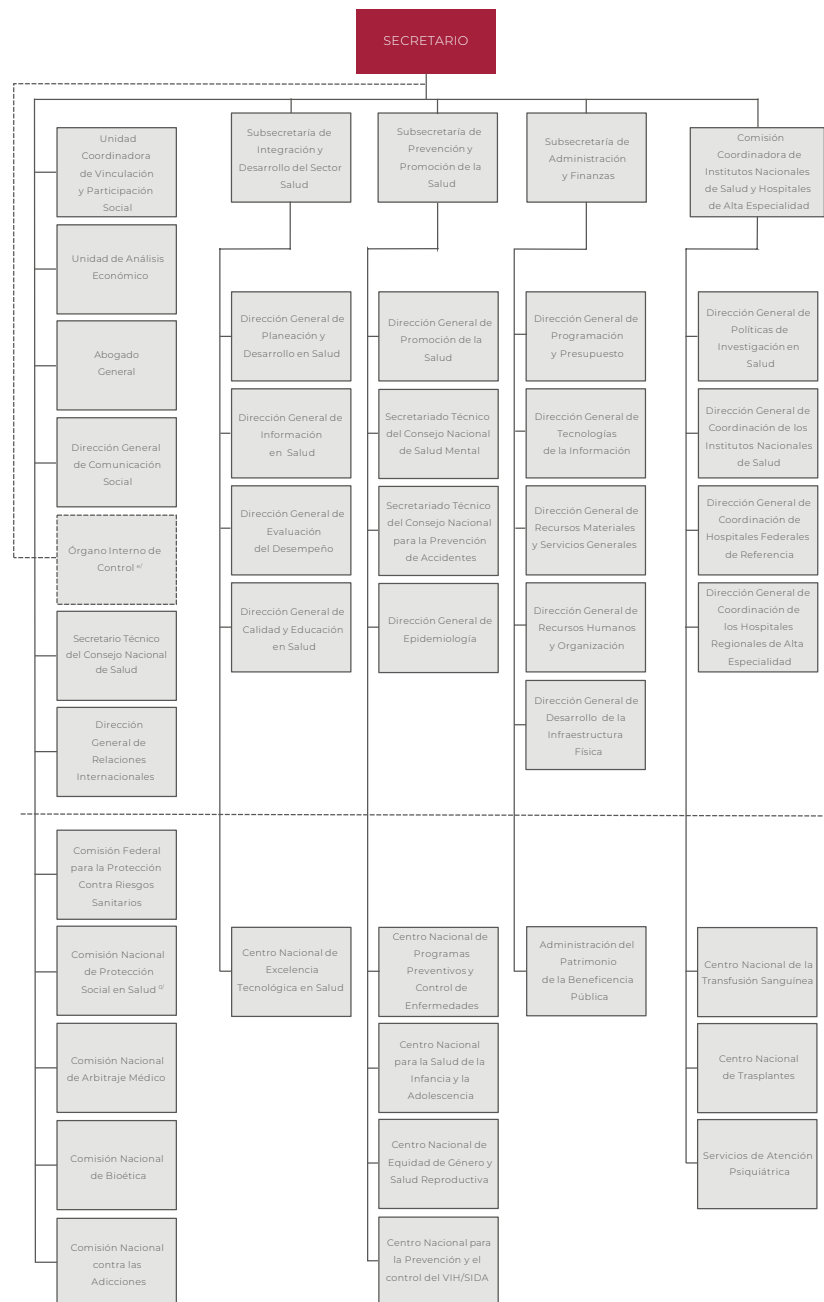 SECRETARIO
Unidad
Coordinadora
de Vinculación
y Participación
Social
Unidad de Análisis
Económico
Abogado
General
Dirección General
de Comunicación
Social
Órgano Interno de
Control a/
Secretario Técnico
del Consejo Nacional
de Salud
Dirección
General de
Relaciones
Internacionales
Comisión Federal
para la Protección
Contra Riesgos
Sanitarios
Comisión Nacional
de Protección
Social en Salud
Comisión Nacional
de Arbitraje Médico
Comisión Nacional
de Bioética
Comisión Nacional
contra las
Adicciones
Subsecretaría de
Integración y
Desarrollo del Sector
Salud
Dirección General de
Planeación y
Desarrollo en Salud
Dirección General de
Información
en Salud
Dirección General de
Evaluación
del Desempeño
Dirección General de
Calidad y Educación
en Salud
Centro Nacional de
Excelencia
Tecnológica en Salud
Subsecretaría de
Prevención y
Promoción de la
Salud
Dirección General de
Promoción de la
Salud
Secretariado Técnico
del Consejo Nacional
de Salud Mental
Secretariado Técnico
del Consejo Nacional
para la Prevención
de Accidentes
Dirección General de
Epidemiología
Centro Nacional de
Programas
Preventivos y
Control de
Enfermedades
Centro Nacional
para la Salud de la
Infancia y la
Adolescencia
Centro Nacional de
Equidad de Género y
Salud Reproductiva
Centro Nacional para
la Prevención y el
control del VIH/SIDA
Subsecretaría de
Administración
y Finanzas
Dirección General de
Programación
y Presupuesto
Dirección General de
Tecnologías
de la Información
Dirección General de
Recursos Materiales
y Servicios Generales
Dirección General de
Recursos Humanos
y Organización
Dirección General de
Desarrollo de la
Infraestructura
Física
Administración del
Patrimonio
de la Beneficencia
Pública
Comisión
Coordinadora de
Institutos Nacionales
de Salud y Hospitales
de Alta Especialidad
Dirección General de
Políticas de
Investigación en
Salud
Dirección General de
Coordinación de los
Institutos Nacionales
de Salud
Dirección General de
Coordinación de
Hospitales Federales
de Referencia
Dirección General de
Coordinación de
los Hospitales
Regionales de Alta
Especialidad
Centro Nacional de la
Transfusión Sanguínea
Centro Nacional
de Trasplantes
Servicios de Atención
Psiquiátrica